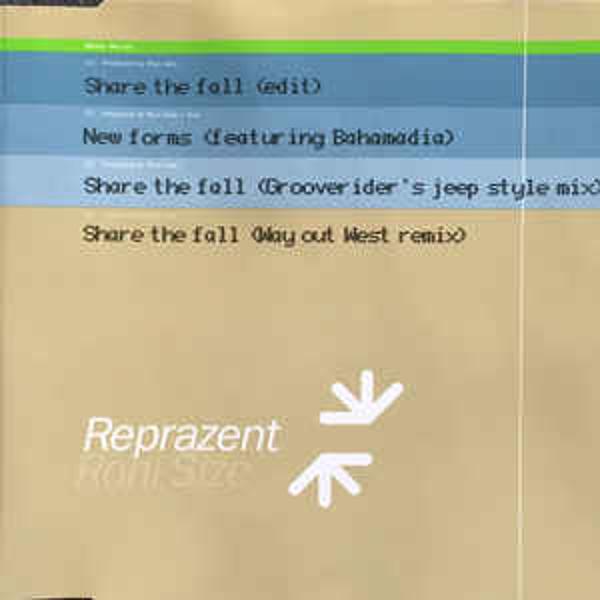 Share the fall (edit)
New forms (featuring Bahamadia)
Share the fall (Grooverider's jeep style mix)
Share the fall (Way out West remix)
Reprazent
Roni Size